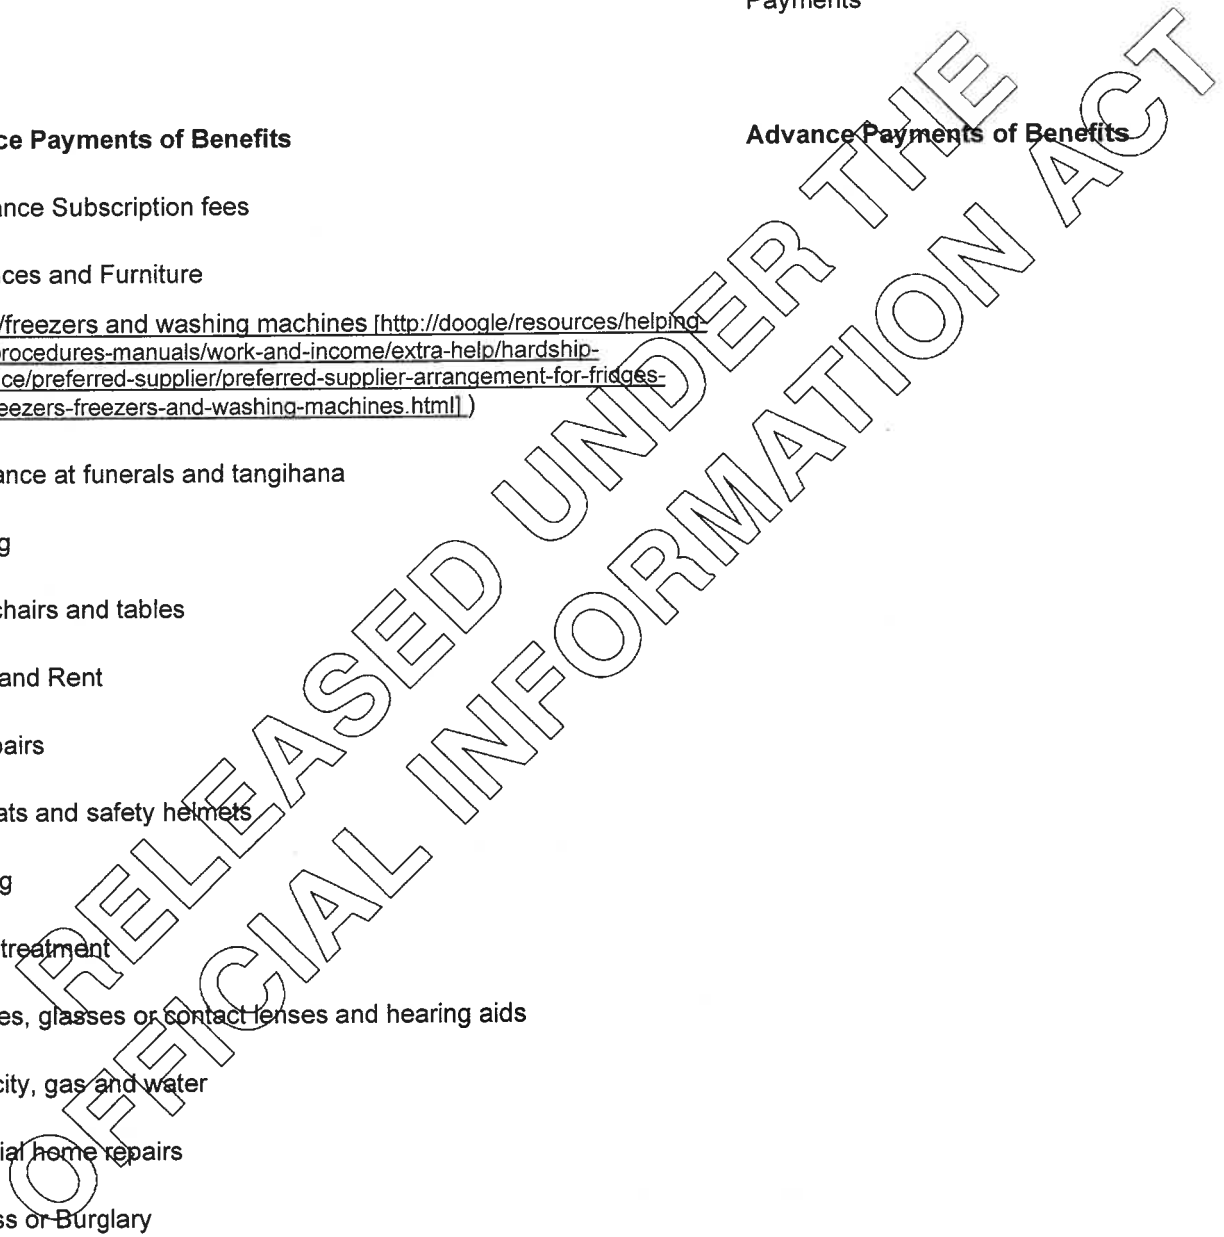 Payments
ce Payments of Benefits
Advance Payments of Benefits
ance Subscription fees
nces and Furniture
/freezers and washing machines [http://doogle/resources/helping-
procedures-manuals/work-and-income/extra-help/hardship-
ce/preferred-supplier/preferred-supplier-arrangement-for-fridges-
eezers-freezers-and-washing-machines.html] )
ance at funerals and tangihana
g
chairs and tables
and Rent
pairs
ats and safety helmets
g
treatment
es, glasses or contact lenses and hearing aids
city, gas and water
ial home repairs
ss or Burglary
RELEASED UNDER THE
OFFICIAL INFORMATION ACT